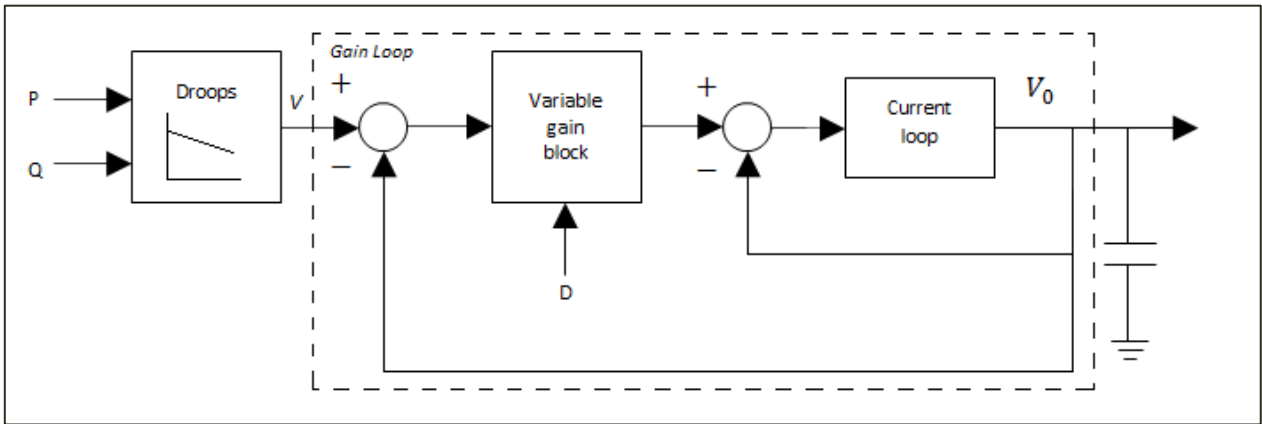 Gain Loop
P
Q
Droops
V
+
−
Variable
gain
block
D
+
−
Current
loop
V₀